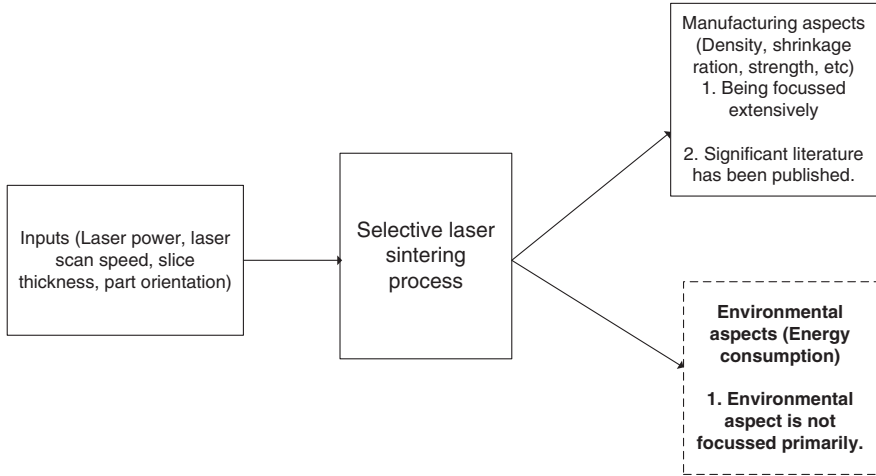 Inputs (Laser power, laser
scan speed, slice
thickness, part orientation)
Selective laser
sintering
process
Manufacturing aspects
(Density, shrinkage
ration, strength, etc)
1. Being focussed
extensively
2. Significant literature
has been published.
Environmental
aspects (Energy
consumption)
1. Environmental
aspect is not
focussed primarily.